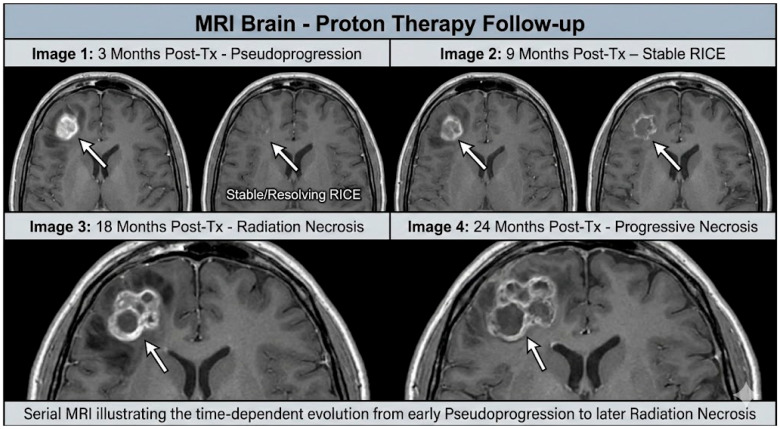 MRI Brain - Proton Therapy Follow-up
Image 1: 3 Months Post-Tx - Pseudoprogression
Image 2: 9 Months Post-Tx – Stable RICE
Stable/Resolving RICE
Image 3: 18 Months Post-Tx - Radiation Necrosis
Image 4: 24 Months Post-Tx - Progressive Necrosis
Serial MRI illustrating the time-dependent evolution from early Pseudoprogression to later Radiation Necrosis